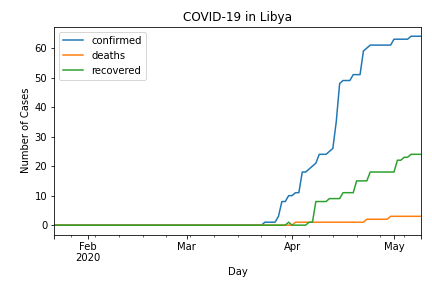 COVID-19 in Libya
confirmed
deaths
recovered
Number of Cases
60
50
40
30
20
10
0
Feb
2020
Mar
Apr
May
Day